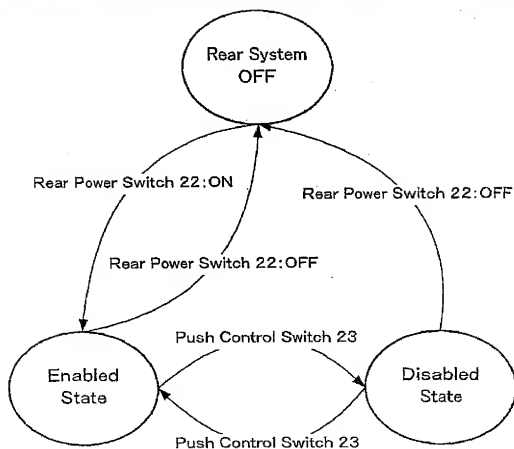 Rear System
OFF
Rear Power Switch 22:ON
Rear Power Switch 22:OFF
Rear Power Switch 22:OFF
Push Control Switch 23
Enabled
State
Disabled
State
Push Control Switch 23